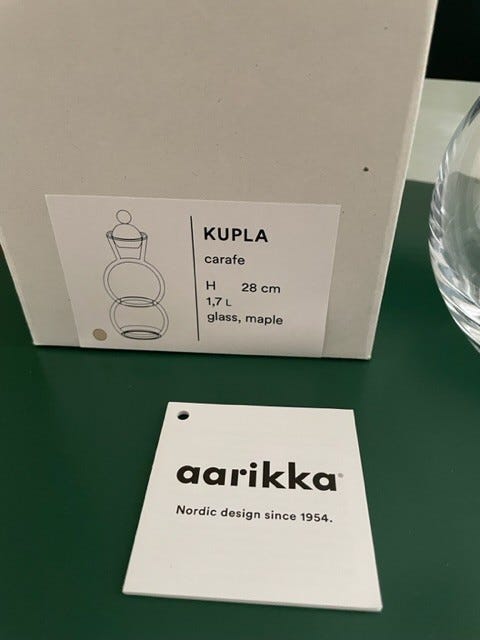 KUPLA
carafe
H 28 cm
1,7 L
glass, maple
aarikka®
Nordic design since 1954.